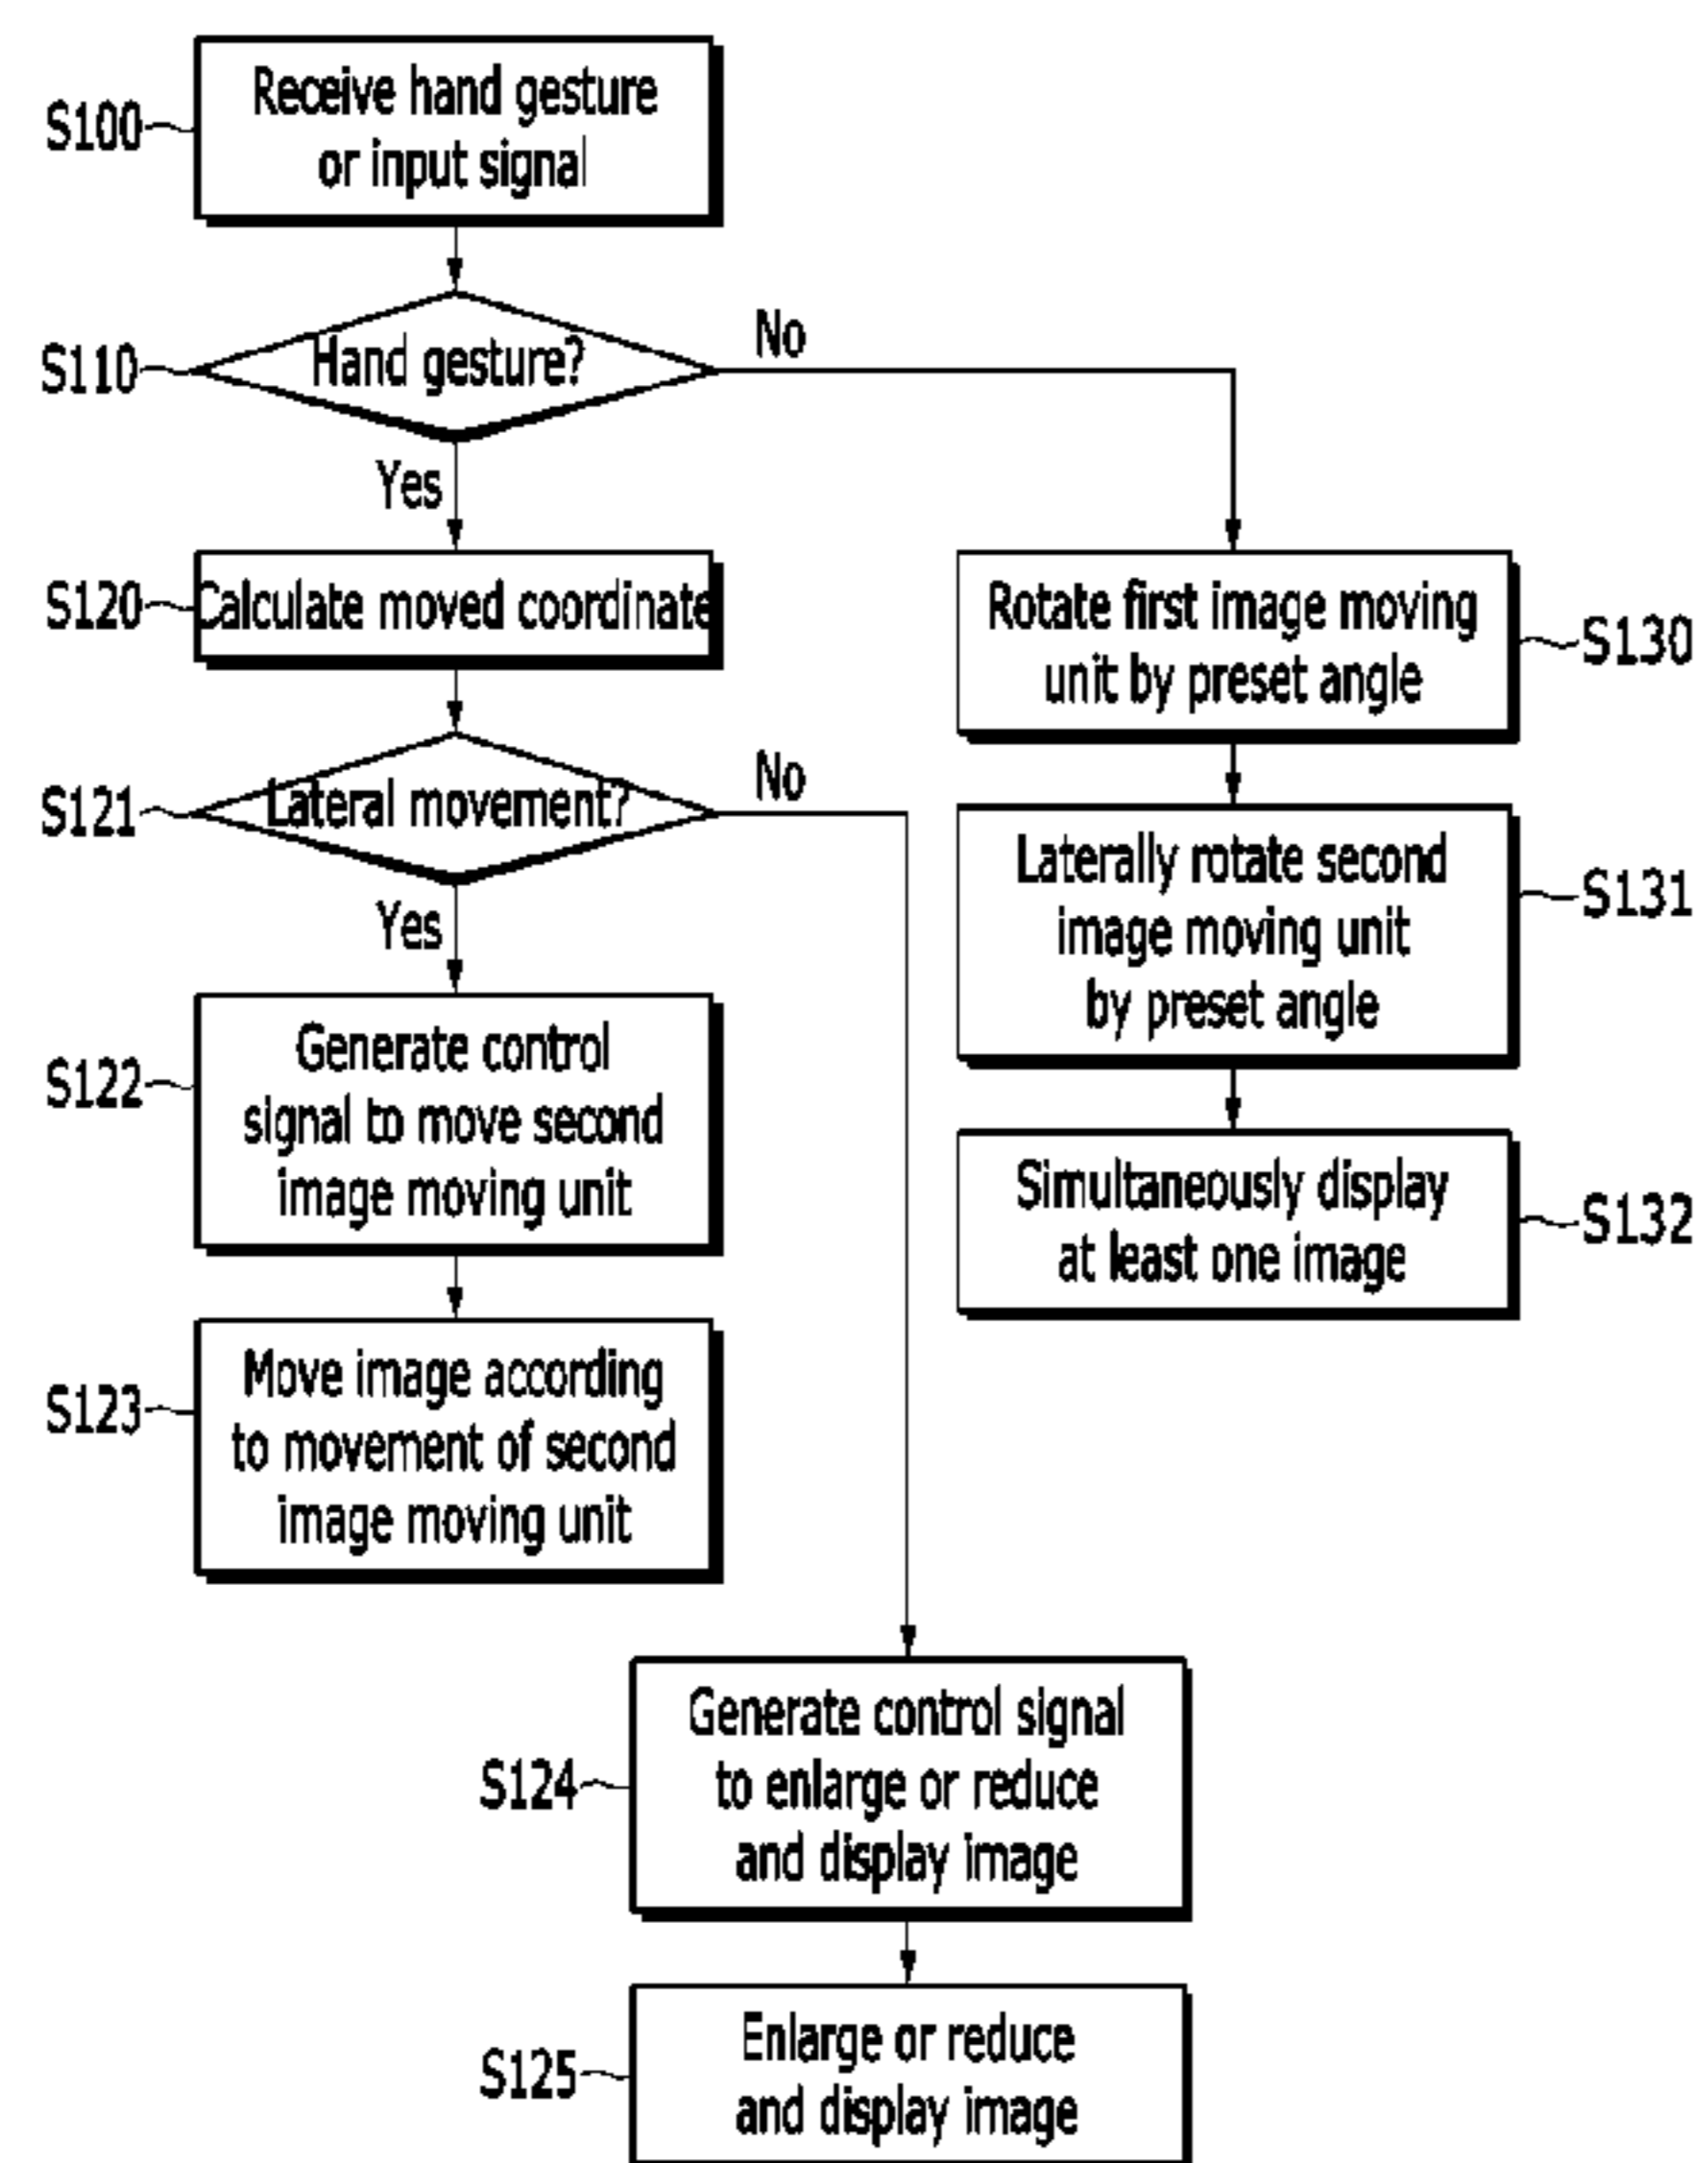 S100
Receive hand gesture
or input signal
S110
Hand gesture?
No
Yes
S120
Calculate moved coordinate
S121
Lateral movement?
No
Yes
S122
Generate control
signal to move second
image moving unit
S123
Move image according
to movement of second
image moving unit
S124
Generate control signal
to enlarge or reduce
and display image
S125
Enlarge or reduce
and display image
Rotate first image moving
unit by preset angle
S130
Laterally rotate second
image moving unit
by preset angle
S131
Simultaneously display
at least one image
S132